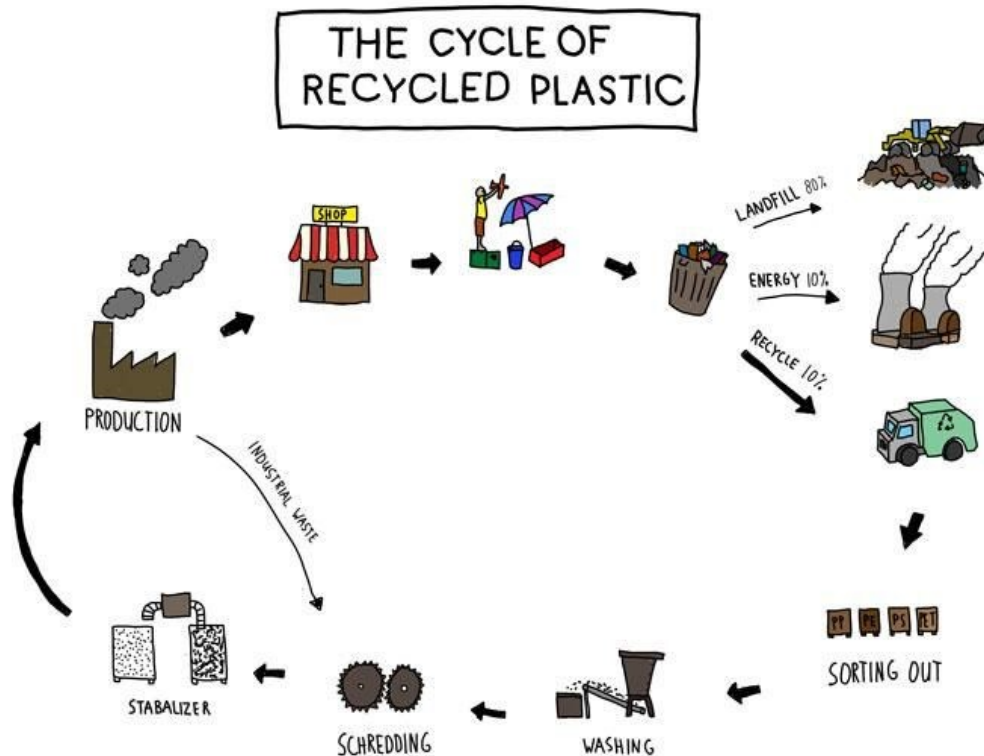 THE CYCLE OF
RECYCLED PLASTIC
SHOP
LANDFILL 80%
ENERGY 10%
RECYCLE 10%
PRODUCTION
INDUSTRIAL WASTE
PP PE PS PET
SORTING OUT
STABALIZER
SCHREDDING
WASHING